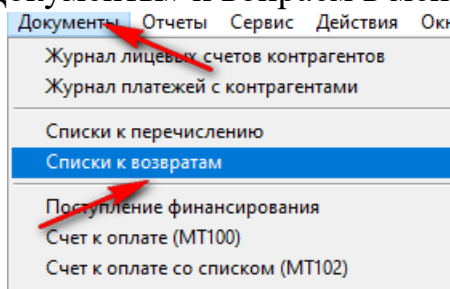 Документы Отчеты Сервис Действия
Журнал лицевых счетов контрагентов
Журнал платежей с контрагентами
Списки к перечислению
Списки к возвратам
Поступление финансирования
Счет к оплате (МТ100)
Счет к оплате со списком (МТ102)